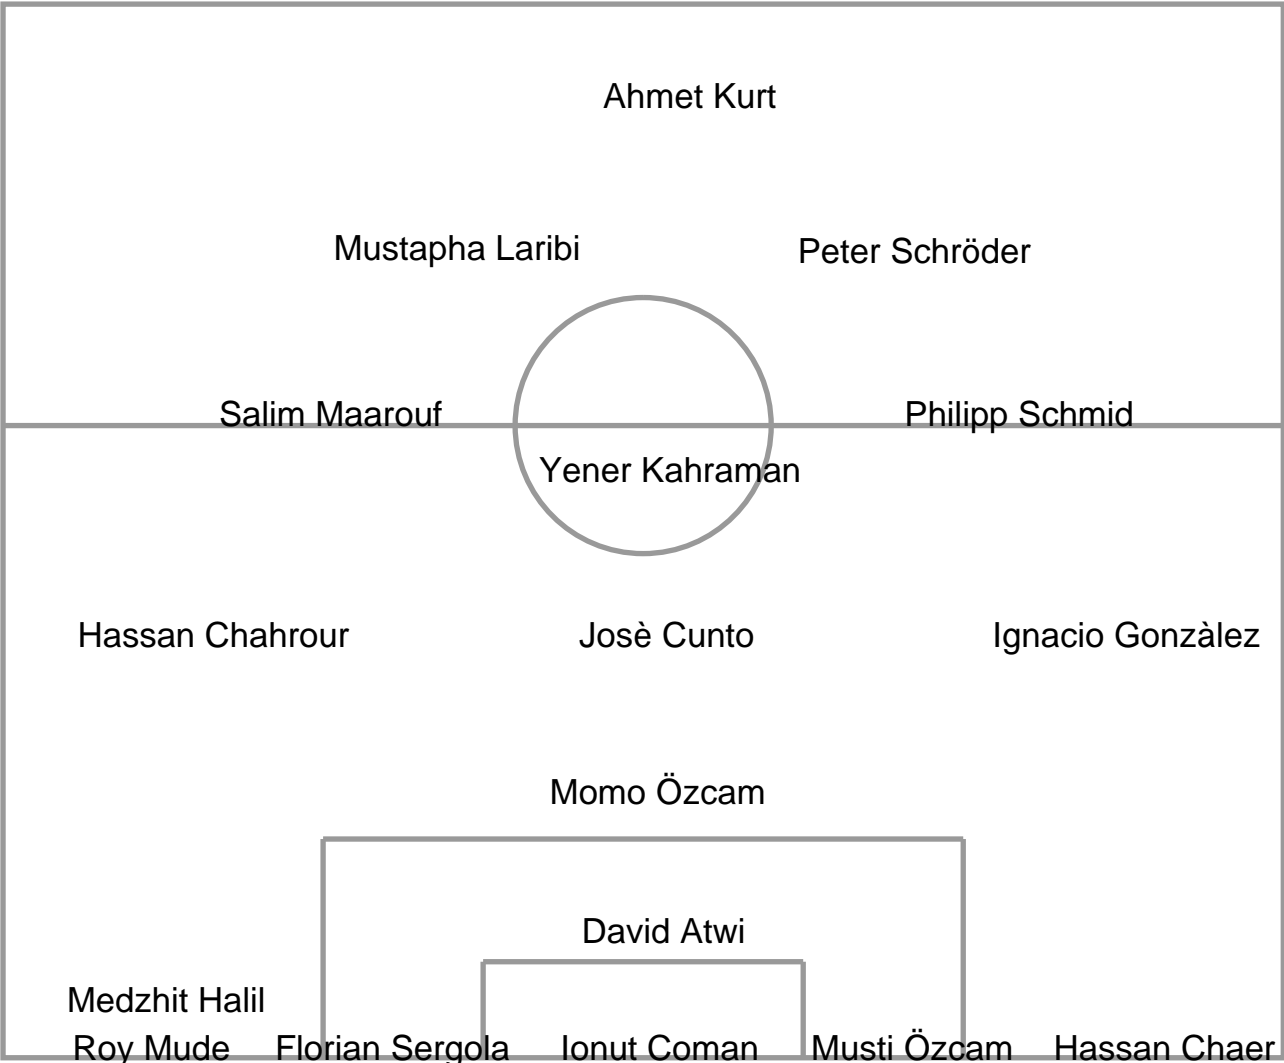 Ahmet Kurt
Mustapha Laribi Peter Schröder
Salim Maarouf Philipp Schmid
Yener Kahraman
Hassan Chahrour Josè Cunto Ignacio Gonzàlez
Momo Özcam
David Atwi
Medzhit Halil
Roy Mude Florian Sergola Ionut Coman Musti Özcam Hassan Chaer